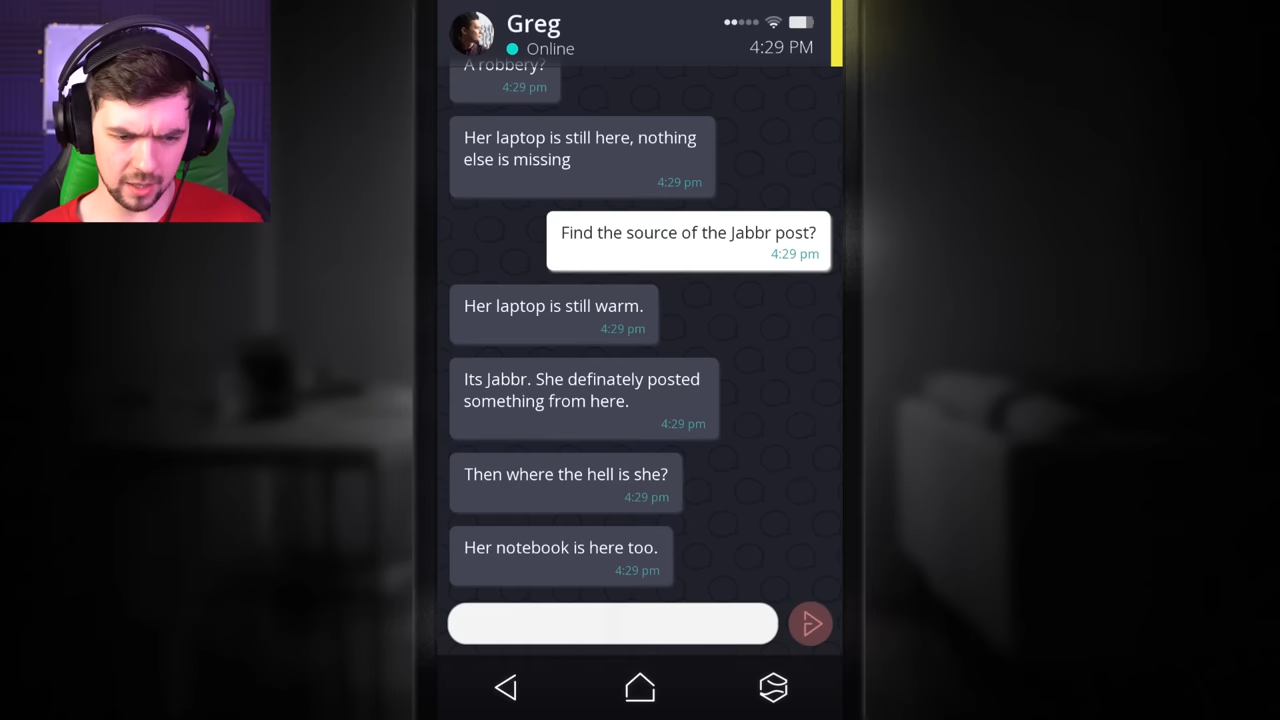 Greg
Online
4:29 PM
A robbery?
4:29 pm
Her laptop is still here, nothing
else is missing
4:29 pm
Find the source of the Jabbr post?
4:29 pm
Her laptop is still warm.
4:29 pm
Its Jabbr. She definately posted
something from here.
4:29 pm
Then where the hell is she?
4:29 pm
Her notebook is here too.
4:29 pm